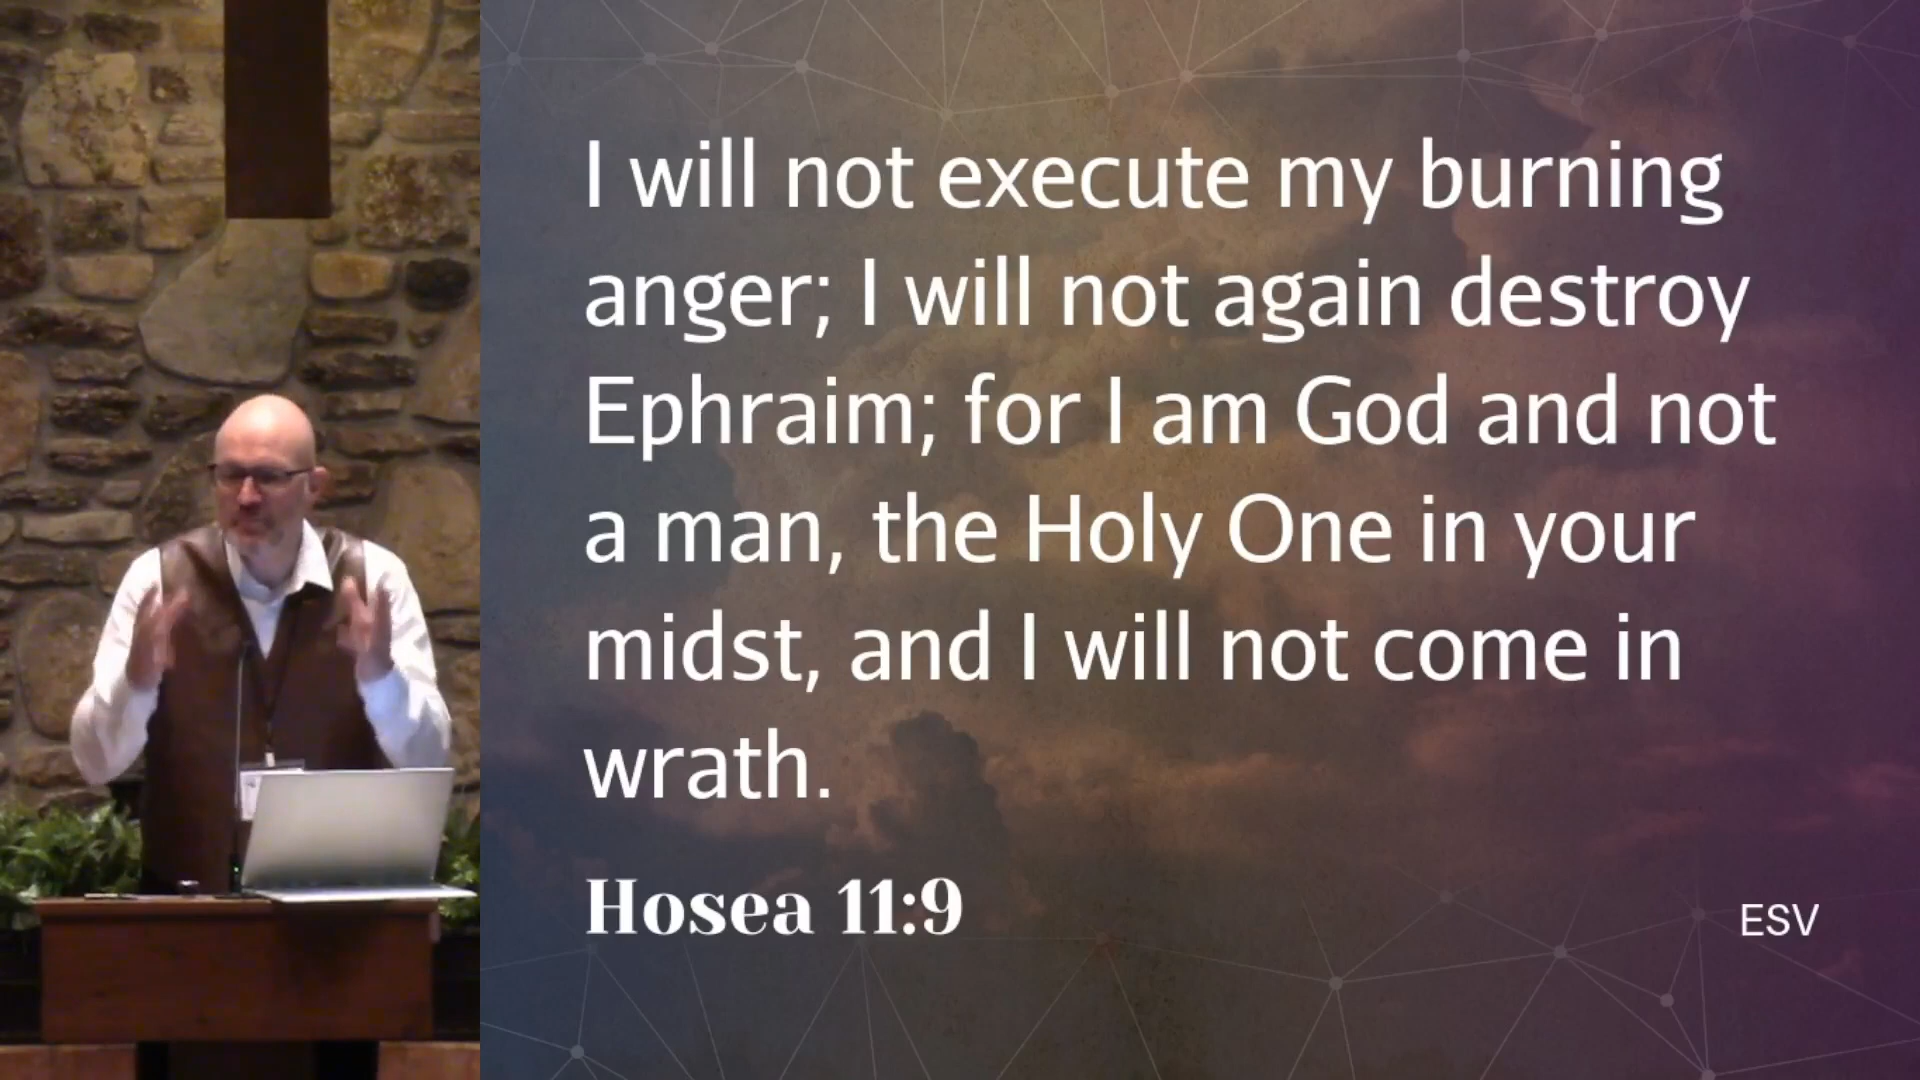 I will not execute my burning
anger; I will not again destroy
Ephraim; for I am God and not
a man, the Holy One in your
midst, and I will not come in
wrath.
Hosea 11:9
ESV